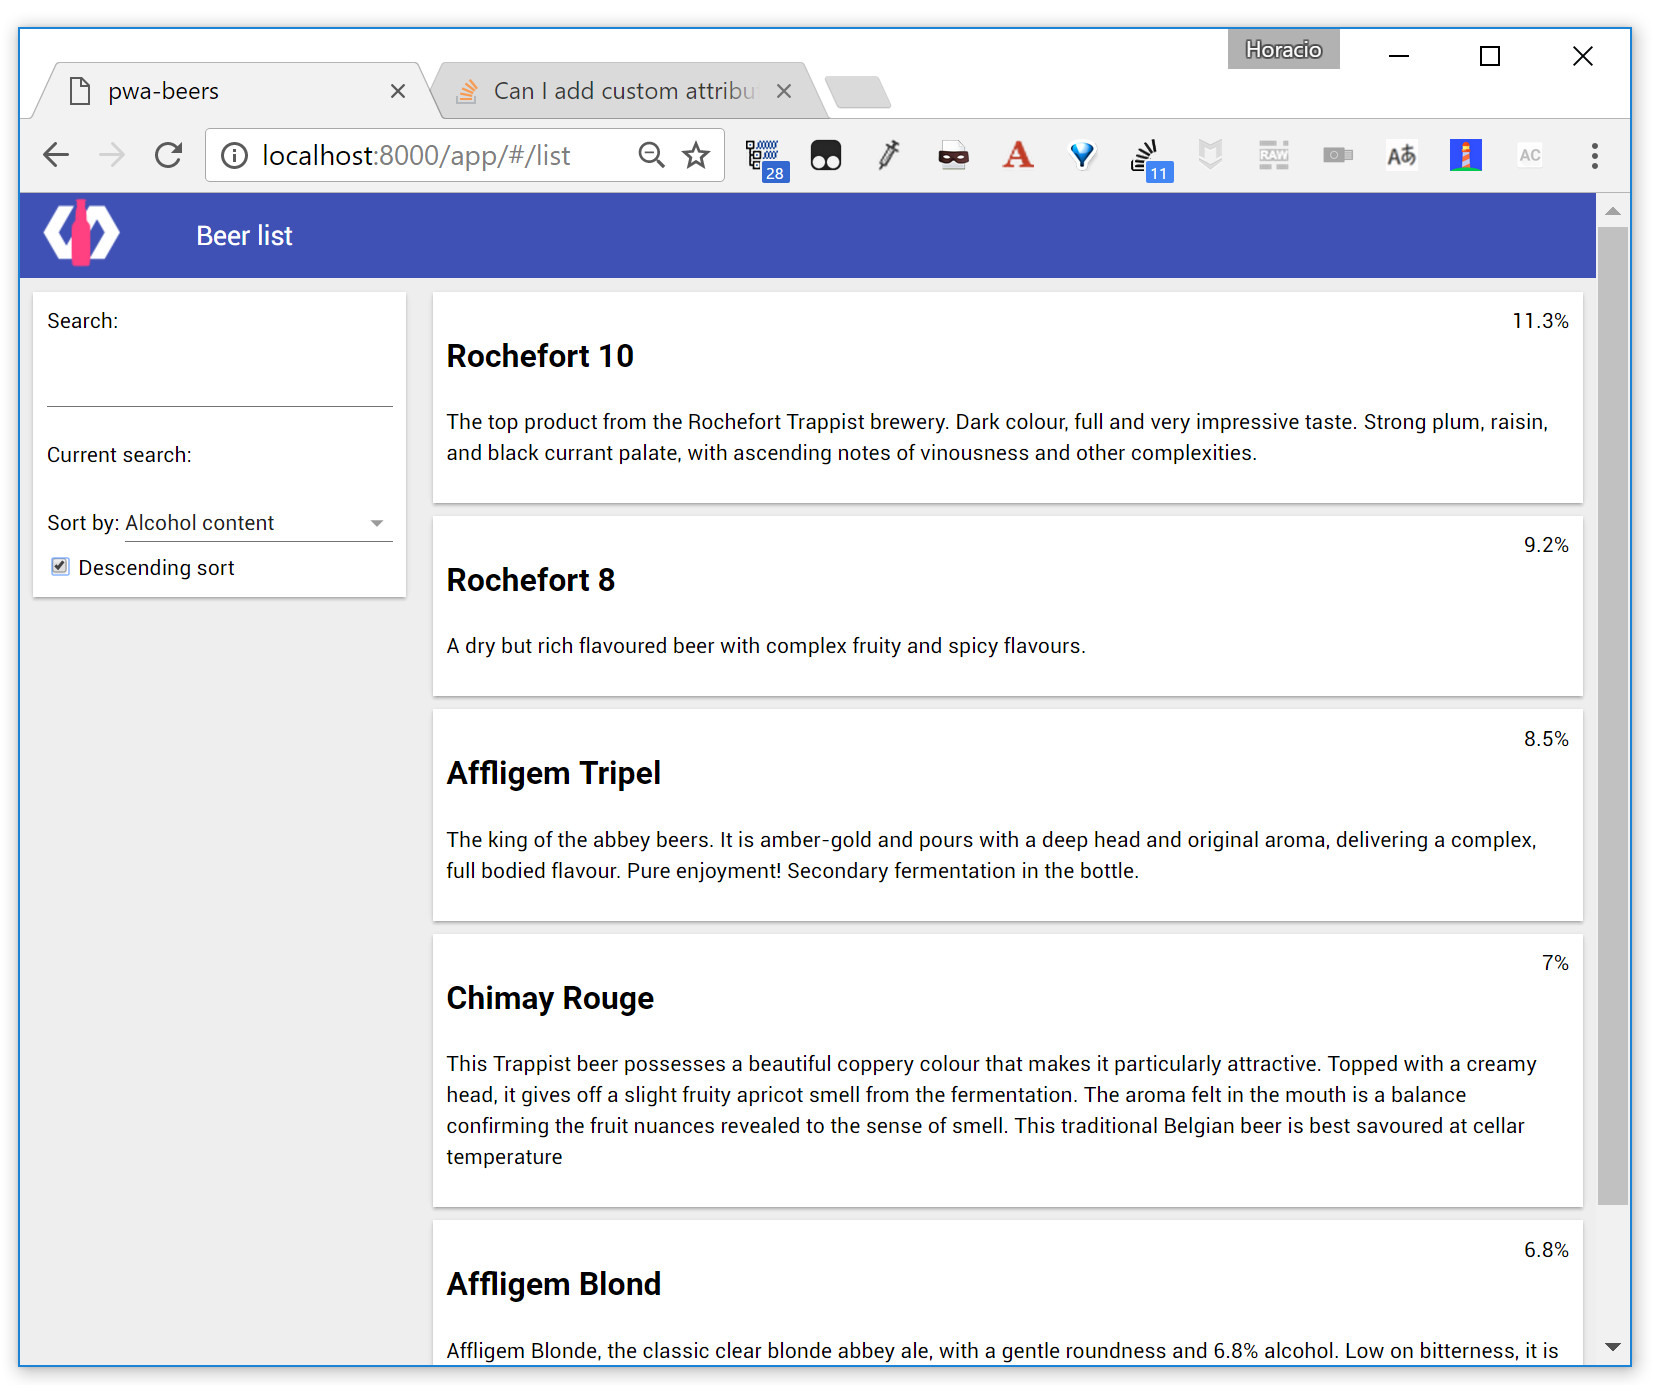 Horacio
pwa-beers
Can I add custom attribu
localhost:8000/app/#/list
28
A
11
RAW
Aあ
AC
Beer list
Search:
Current search:
Sort by: Alcohol content
Descending sort
11.3%
Rochefort 10
The top product from the Rochefort Trappist brewery. Dark colour, full and very impressive taste. Strong plum, raisin,
and black currant palate, with ascending notes of vinousness and other complexities.
9.2%
Rochefort 8
A dry but rich flavoured beer with complex fruity and spicy flavours.
8.5%
Affligem Tripel
The king of the abbey beers. It is amber-gold and pours with a deep head and original aroma, delivering a complex,
full bodied flavour. Pure enjoyment! Secondary fermentation in the bottle.
7%
Chimay Rouge
This Trappist beer possesses a beautiful coppery colour that makes it particularly attractive. Topped with a creamy
head, it gives off a slight fruity apricot smell from the fermentation. The aroma felt in the mouth is a balance
confirming the fruit nuances revealed to the sense of smell. This traditional Belgian beer is best savoured at cellar
temperature
6.8%
Affligem Blond
Affligem Blonde, the classic clear blonde abbey ale, with a gentle roundness and 6.8% alcohol. Low on bitterness, it is